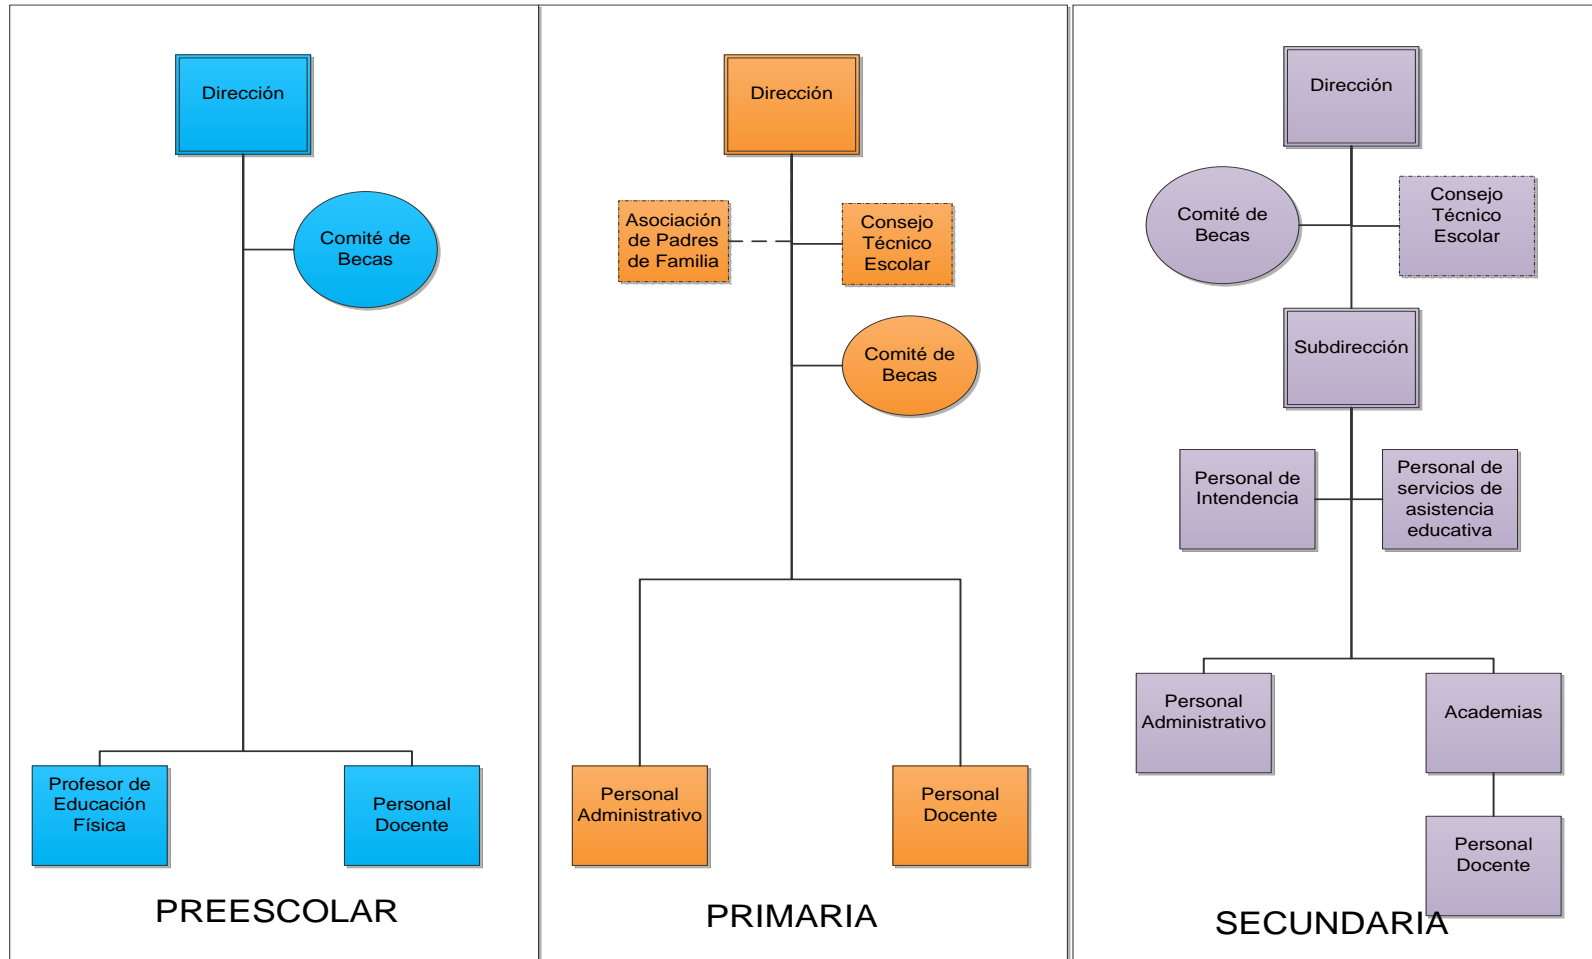 Dirección
Comité de
Becas
Profesor de
Educación
Física
Personal
Docente
PREESCOLAR
Dirección
Asociación
de Padres
de Familia
Consejo
Técnico
Escolar
Comité de
Becas
Personal
Administrativo
Personal
Docente
PRIMARIA
Dirección
Comité de
Becas
Consejo
Técnico
Escolar
Subdirección
Personal de
Intendencia
Personal de
servicios de
asistencia
educativa
Personal
Administrativo
Academias
Personal
Docente
SECUNDARIA